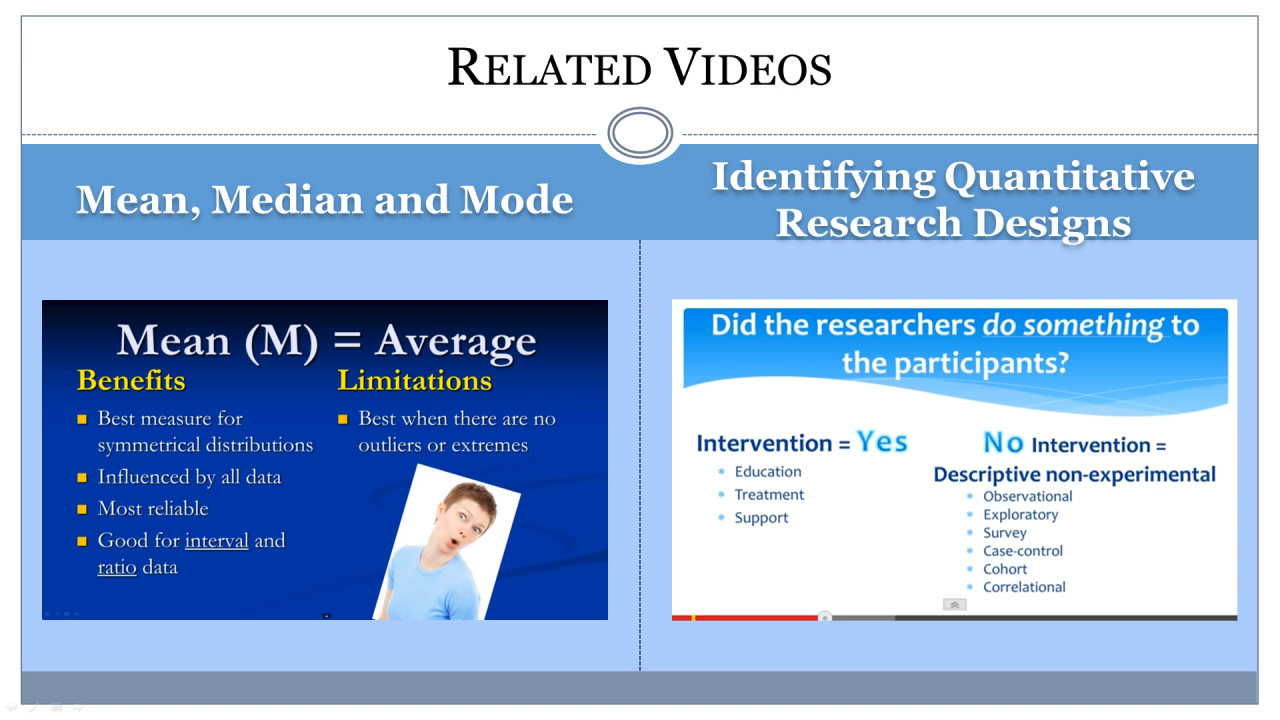 RELATED VIDEOS
Mean, Median and Mode
Identifying Quantitative
Research Designs
Mean (M) = Average
Benefits
Best measure for
symmetrical distributions
Influenced by all data
Most reliable
Good for interval and
ratio data
Limitations
Best when there are no
outliers or extremes
Did the researchers do something to
the participants?
Intervention = Yes
Education
Treatment
Support
No Intervention =
Descriptive non-experimental
Observational
Exploratory
Survey
Case-control
Cohort
Correlational